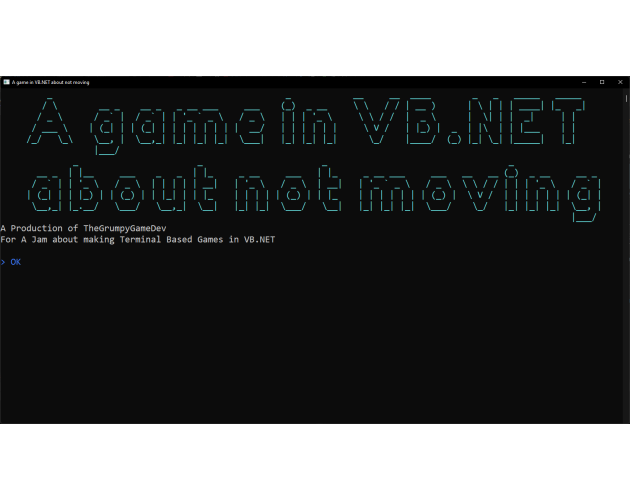 A game in VB.NET about not moving
A game in VB.NET
about not moving
A Production of TheGrumpyGameDev
For A Jam about making Terminal Based Games in VB.NET
> OK